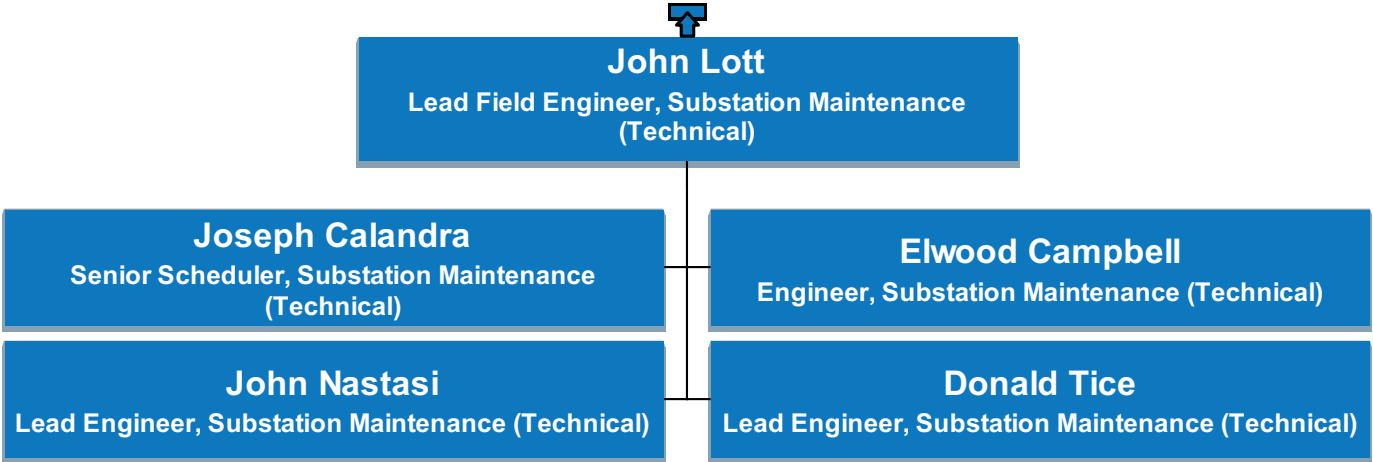 John Lott
Lead Field Engineer, Substation Maintenance
(Technical)
Joseph Calandra
Senior Scheduler, Substation Maintenance
(Technical)
Elwood Campbell
Engineer, Substation Maintenance (Technical)
John Nastasi
Lead Engineer, Substation Maintenance (Technical)
Donald Tice
Lead Engineer, Substation Maintenance (Technical)